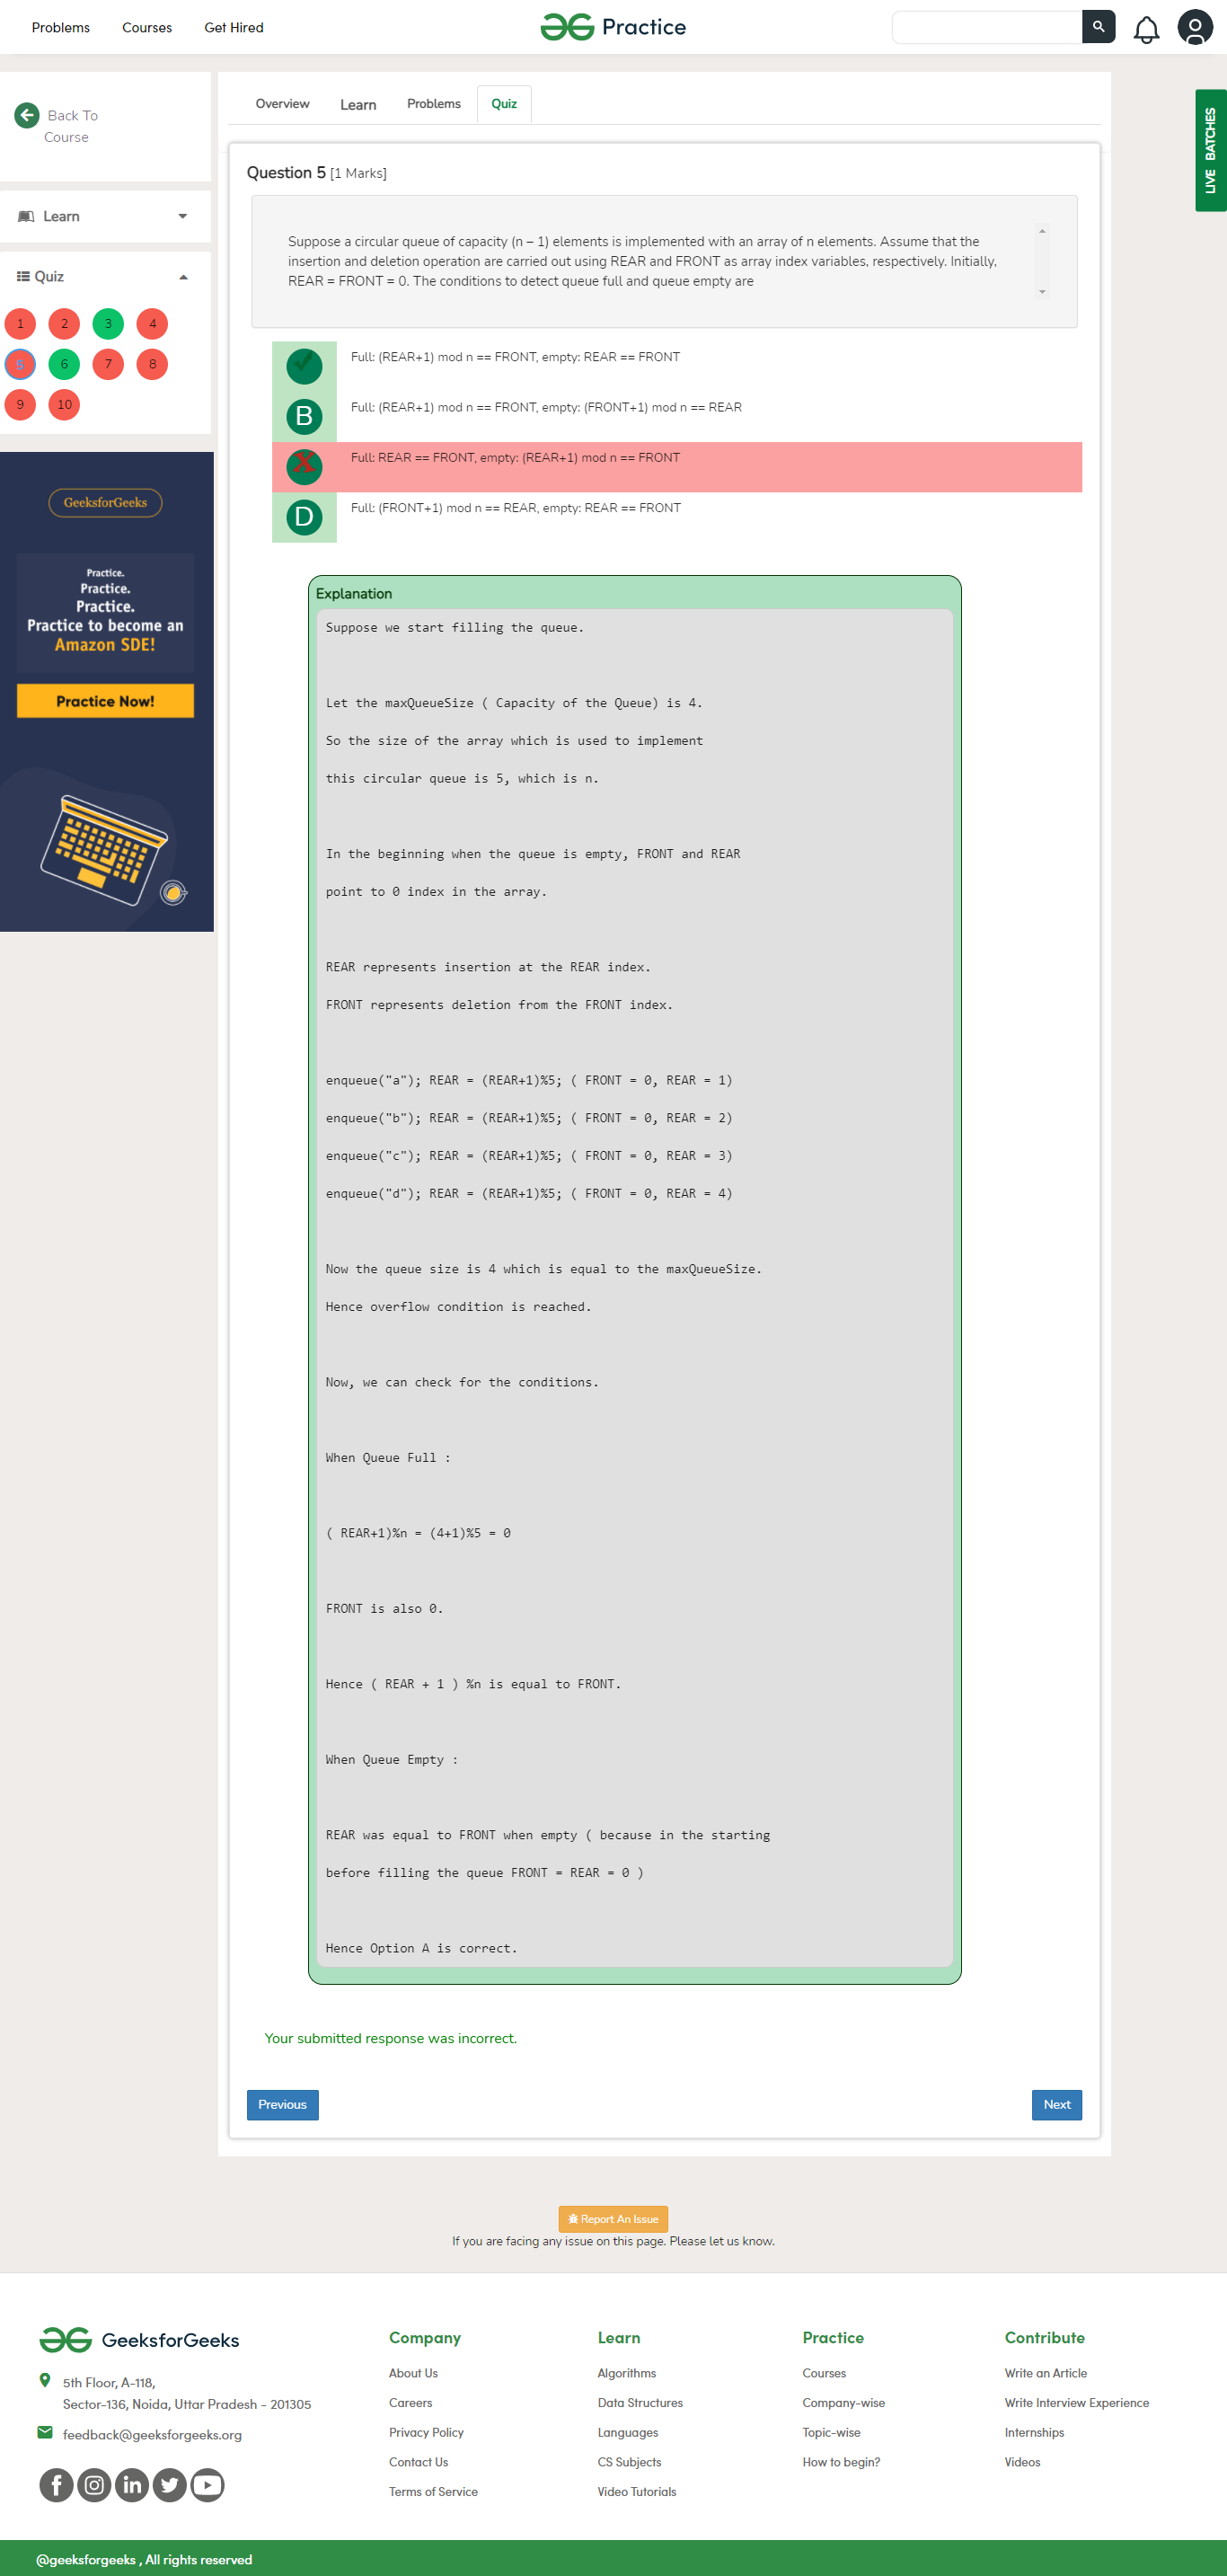 Problems Courses Get Hired
Practice
Back To
Course
Learn
Quiz
1 2 3 4
5 6 7 8
9 10
GeeksforGeeks
Practice.
Practice.
Practice.
Practice to become an
Amazon SDE!
Practice Now!
Overview Learn Problems Quiz
LIVE BATCHES
Question 5 [1 Marks]
Suppose a circular queue of capacity (n – 1) elements is implemented with an array of n elements. Assume that the
insertion and deletion operation are carried out using REAR and FRONT as array index variables, respectively. Initially,
REAR = FRONT = 0. The conditions to detect queue full and queue empty are
Full: (REAR+1) mod n == FRONT, empty: REAR == FRONT
B Full: (REAR+1) mod n == FRONT, empty: (FRONT+1) mod n == REAR
X Full: REAR == FRONT, empty: (REAR+1) mod n == FRONT
D Full: (FRONT+1) mod n == REAR, empty: REAR == FRONT
Explanation
Suppose we start filling the queue.
Let the maxQueueSize ( Capacity of the Queue) is 4.
So the size of the array which is used to implement
this circular queue is 5, which is n.
In the beginning when the queue is empty, FRONT and REAR
point to 0 index in the array.
REAR represents insertion at the REAR index.
FRONT represents deletion from the FRONT index.
enqueue("a"); REAR = (REAR+1)%5; ( FRONT = 0, REAR = 1)
enqueue("b"); REAR = (REAR+1)%5; ( FRONT = 0, REAR = 2)
enqueue("c"); REAR = (REAR+1)%5; ( FRONT = 0, REAR = 3)
enqueue("d"); REAR = (REAR+1)%5; ( FRONT = 0, REAR = 4)
Now the queue size is 4 which is equal to the maxQueueSize.
Hence overflow condition is reached.
Now, we can check for the conditions.
When Queue Full :
( REAR+1)%n = (4+1)%5 = 0
FRONT is also 0.
Hence ( REAR + 1 ) %n is equal to FRONT.
When Queue Empty :
REAR was equal to FRONT when empty ( because in the starting
before filling the queue FRONT = REAR = 0 )
Hence Option A is correct.
Your submitted response was incorrect.
Previous Next
Report An Issue
If you are facing any issue on this page. Please let us know.
GeeksforGeeks
5th Floor, A-118,
Sector-136, Noida, Uttar Pradesh - 201305
feedback@geeksforgeeks.org
Company
About Us
Careers
Privacy Policy
Contact Us
Terms of Service
Learn
Algorithms
Data Structures
Languages
CS Subjects
Video Tutorials
Practice
Courses
Company-wise
Topic-wise
How to begin?
Contribute
Write an Article
Write Interview Experience
Internships
Videos
@geeksforgeeks , All rights reserved